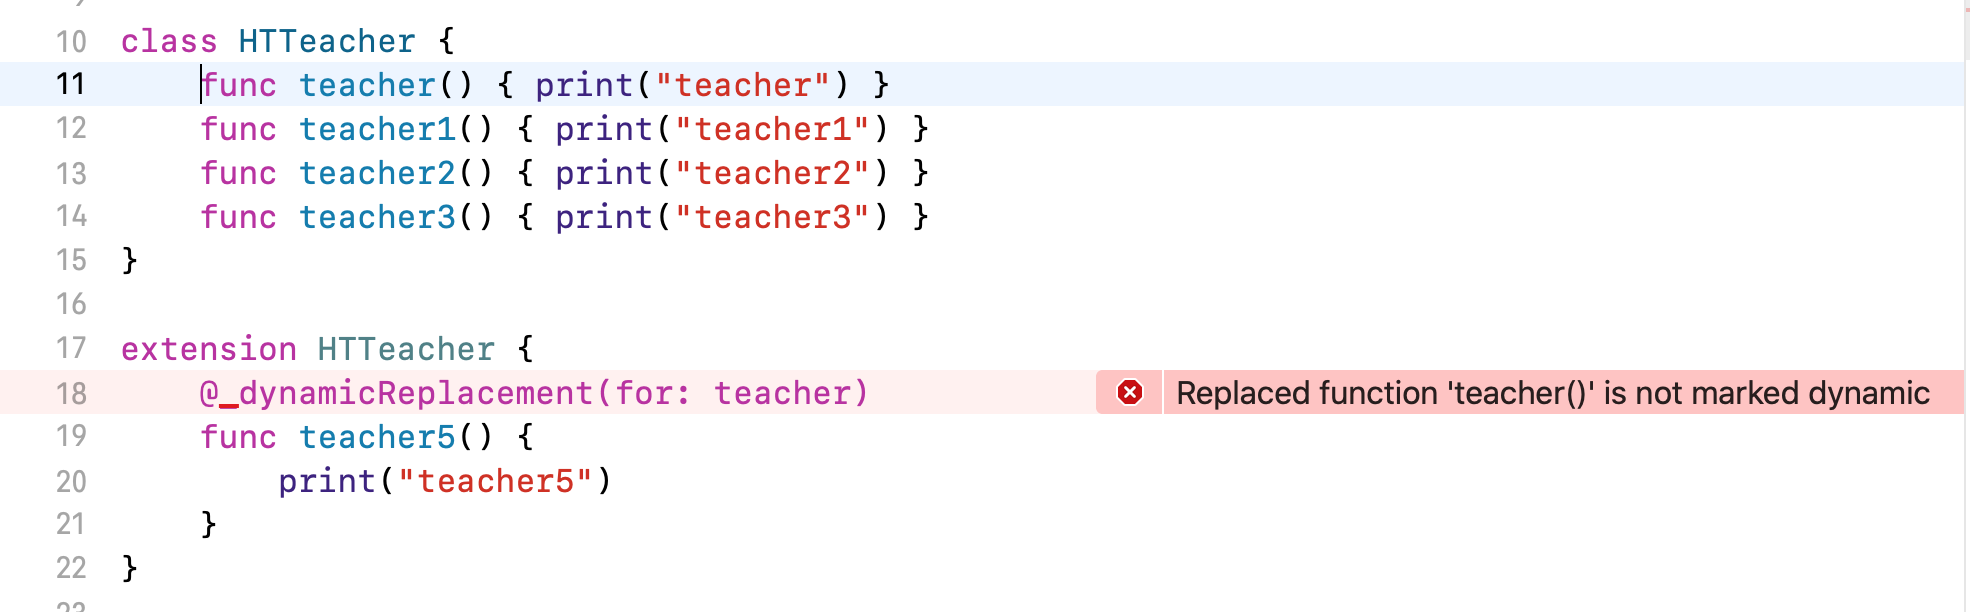 10 class HTTeacher {
11     func teacher() { print("teacher") }
12     func teacher1() { print("teacher1") }
13     func teacher2() { print("teacher2") }
14     func teacher3() { print("teacher3") }
15 }
16
17 extension HTTeacher {
18     @_dynamicReplacement(for: teacher) Replaced function 'teacher()' is not marked dynamic
19     func teacher5() {
20         print("teacher5")
21     }
22 }